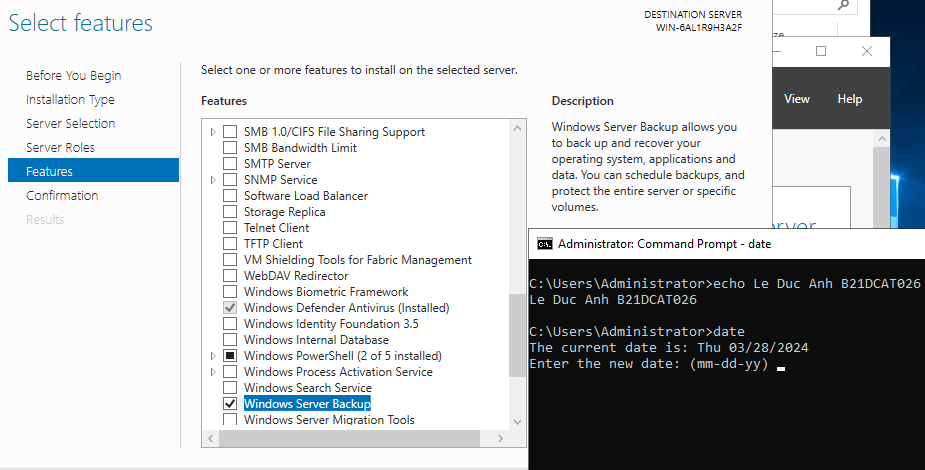 Select features
DESTINATION SERVER
WIN-6AL1R9H3A2F
Before You Begin
Installation Type
Server Selection
Server Roles
Features
Confirmation
Results
Select one or more features to install on the selected server.
Features
SMB 1.0/CIFS File Sharing Support
SMB Bandwidth Limit
SMTP Server
SNMP Service
Software Load Balancer
Storage Replica
Telnet Client
TFTP Client
VM Shielding Tools for Fabric Management
WebDAV Redirector
Windows Biometric Framework
Windows Defender Antivirus (Installed)
Windows Identity Foundation 3.5
Windows Internal Database
Windows PowerShell (2 of 5 installed)
Windows Process Activation Service
Windows Search Service
Windows Server Backup
Windows Server Migration Tools
Description
Windows Server Backup allows you
to back up and recover your
operating system, applications and
data. You can schedule backups, and
protect the entire server or specific
volumes.
View Help
Administrator: Command Prompt - date
C:\Users\Administrator>echo Le Duc Anh B21DCAT026
Le Duc Anh B21DCAT026
C:\Users\Administrator>date
The current date is: Thu 03/28/2024
Enter the new date: (mm-dd-yy)